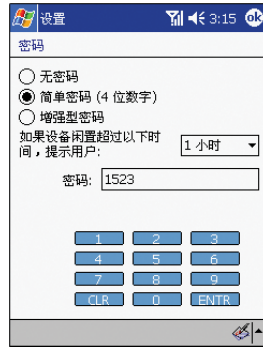 设置 3:15 ok
密码
无密码
简单密码 (4 位数字)
增强型密码
如果设备闲置超过以下时
间，提示用户: 1 小时
密码: 1523
1 2 3
4 5 6
7 8 9
CLR 0 ENTR